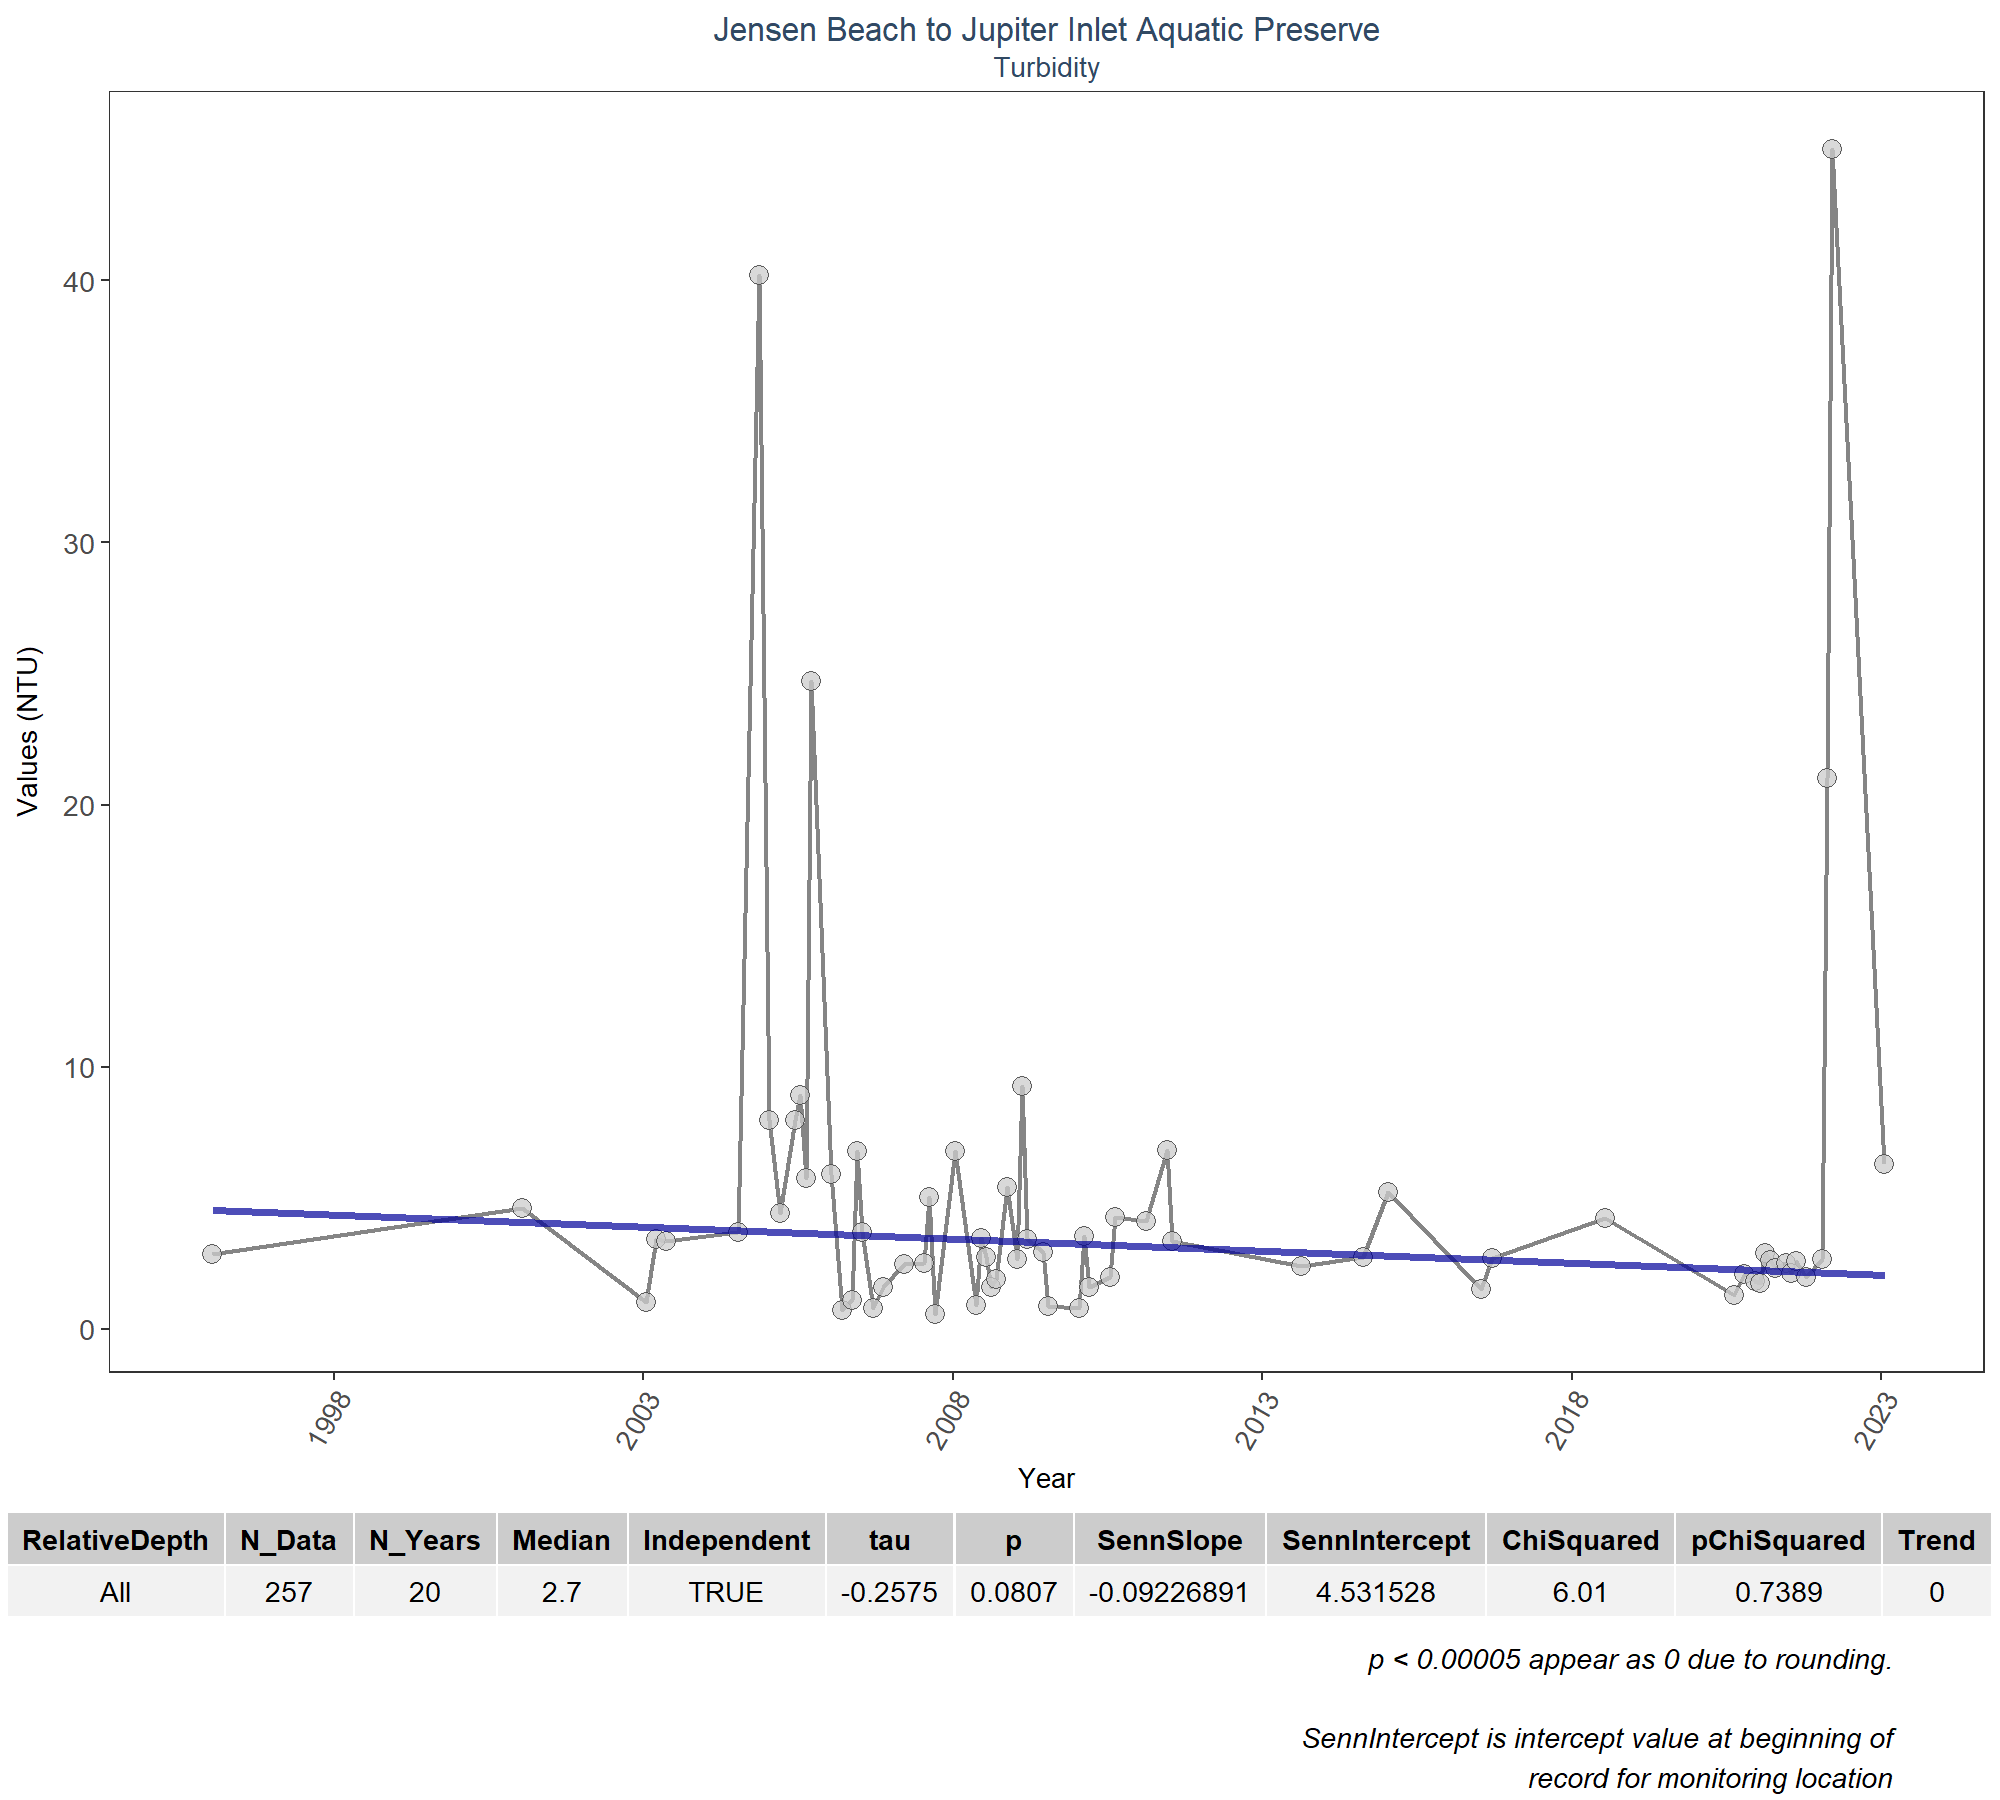 Jensen Beach to Jupiter Inlet Aquatic Preserve
Turbidity
Values (NTU)
40
30
20
10
0
1998
2003
2008
2013
2018
2023
Year
RelativeDepth N_Data N_Years Median Independent tau p SennSlope SennIntercept ChiSquared pChiSquared Trend
All 257 20 2.7 TRUE -0.2575 0.0807 -0.09226891 4.531528 6.01 0.7389 0
p < 0.00005 appear as 0 due to rounding.
SennIntercept is intercept value at beginning of
record for monitoring location